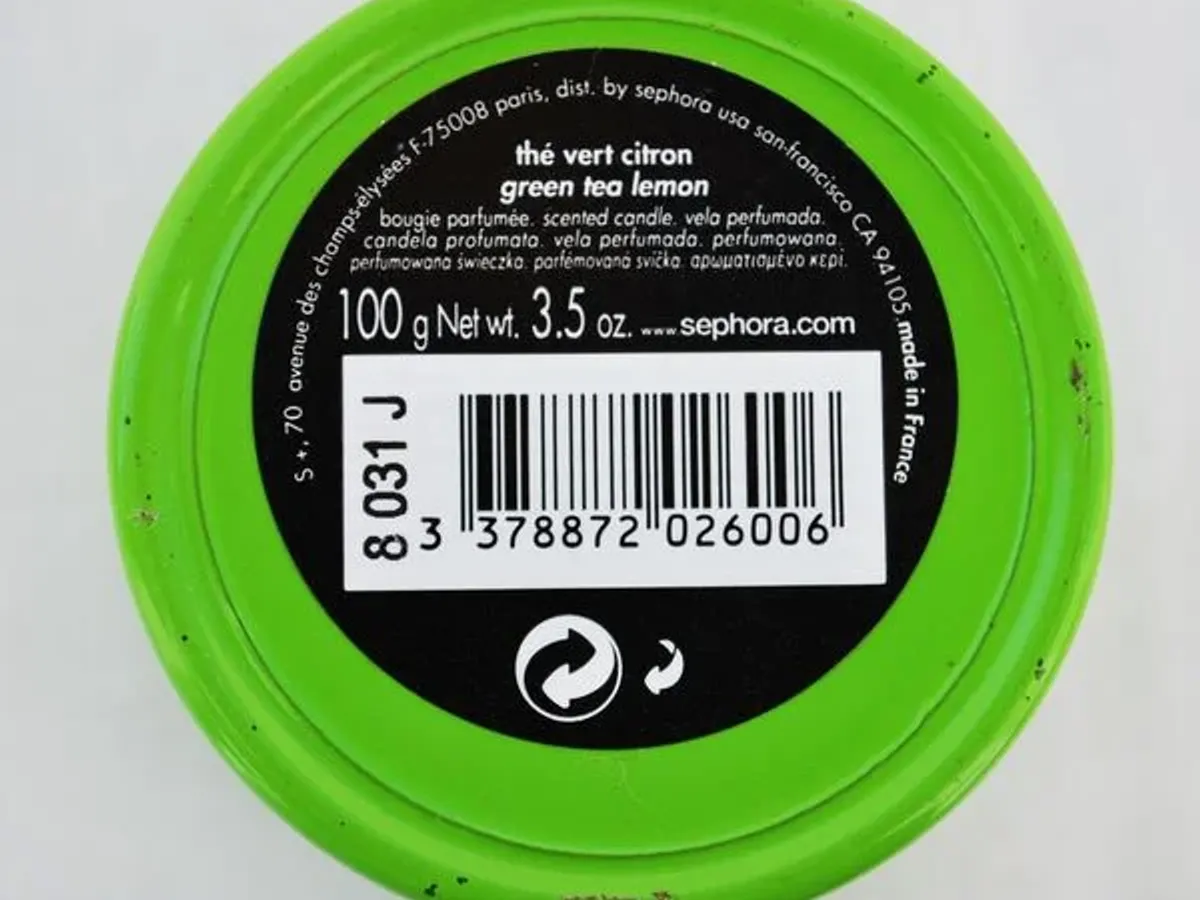 S+, 70 avenue des champs-élysées F-75008 paris, dist. by sephora usa san-francisco CA 94105. made in France
thé vert citron
green tea lemon
bougie parfumée. scented candle. vela perfumada.
candela profumata. vela perfumada. perfumowana.
perfumowana świeczka. parfémovaná svíčka. αρωματισμένο κερί.
100 g Net wt. 3.5 oz. www.sephora.com
8 031 J
3 378872 026006